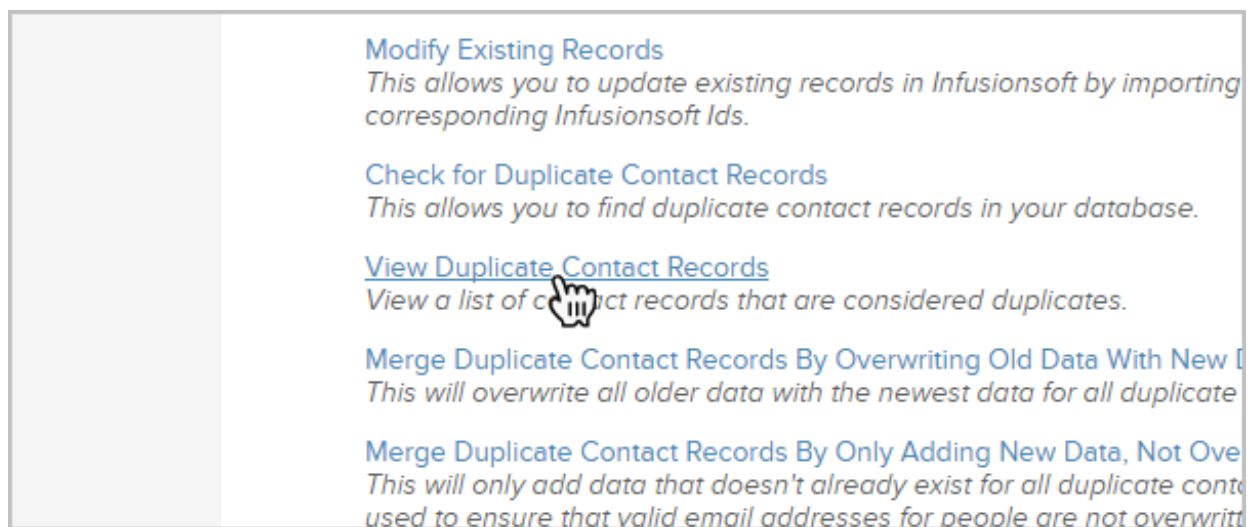 Modify Existing Records
This allows you to update existing records in Infusionsoft by importing
corresponding Infusionsoft Ids.
Check for Duplicate Contact Records
This allows you to find duplicate contact records in your database.
View Duplicate Contact Records
View a list of contact records that are considered duplicates.
Merge Duplicate Contact Records By Overwriting Old Data With New
This will overwrite all older data with the newest data for all duplicate
Merge Duplicate Contact Records By Only Adding New Data, Not Ove
This will only add data that doesn't already exist for all duplicate cont
used to ensure that valid email addresses for people are not overwritt